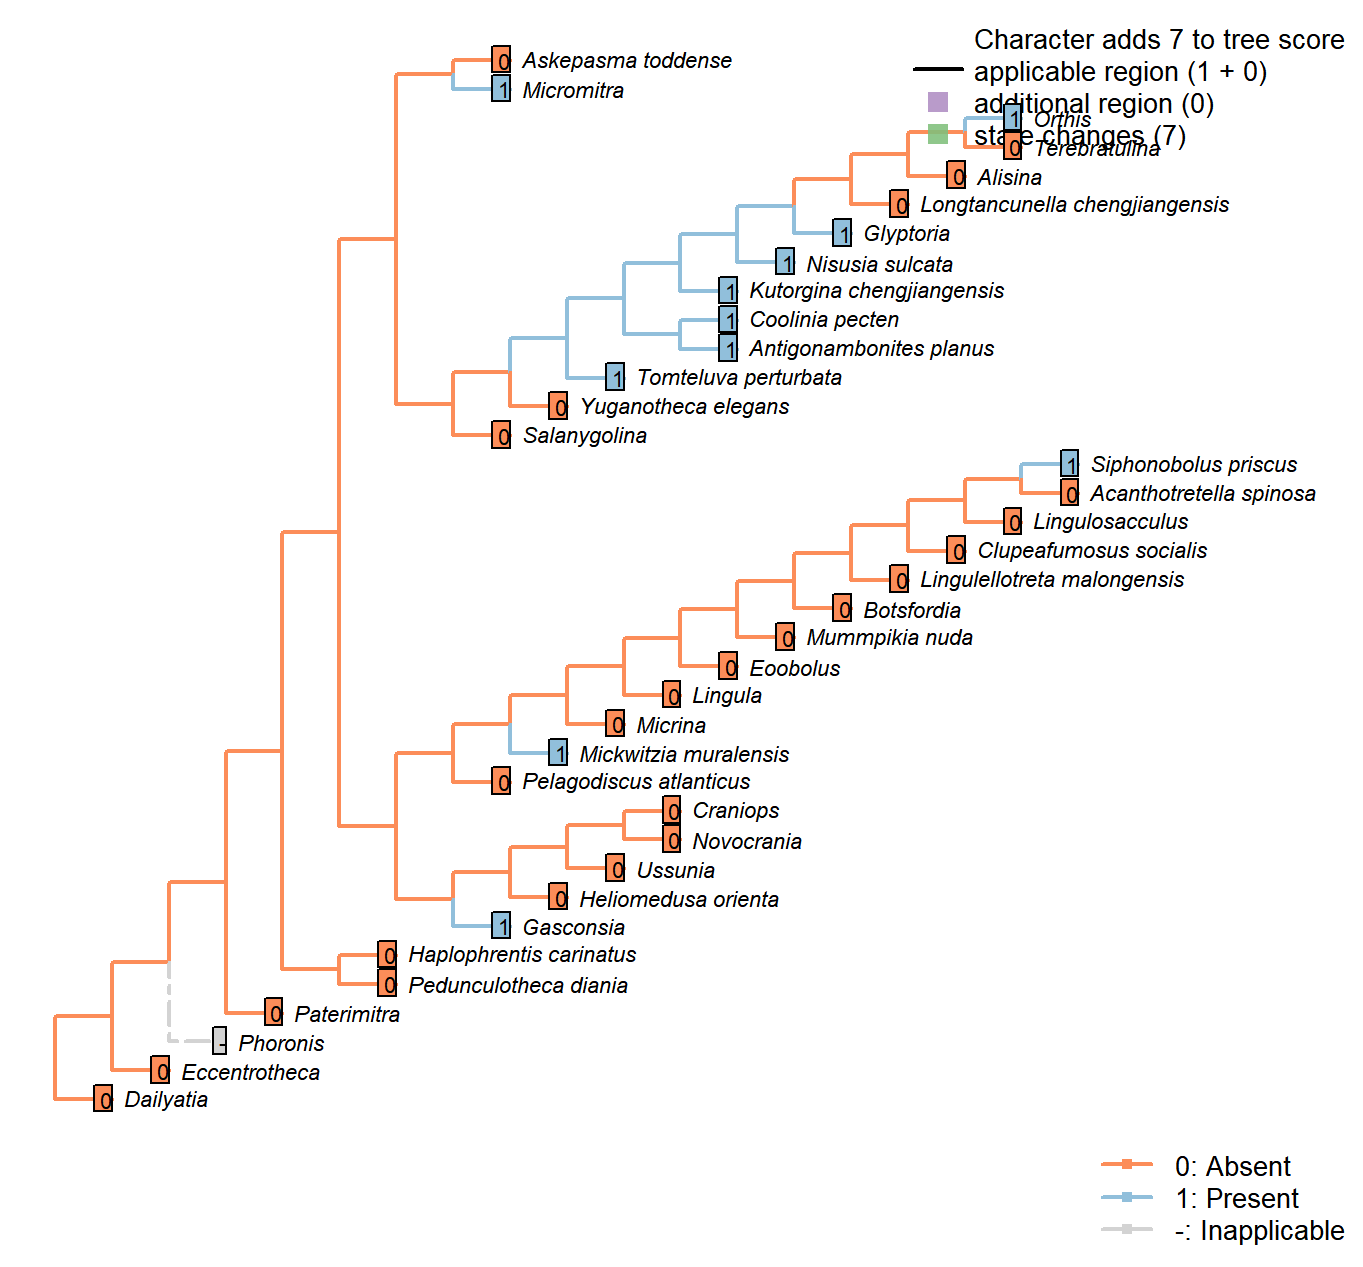 Character adds 7 to tree score
applicable region (1 + 0)
additional region (0)
state changes (7)
0 Askepasma toddense
1 Micromitra
1 Orthis
0 Terebratulina
0 Alisina
0 Longtancunella chengjiangensis
1 Glyptoria
1 Nisusia sulcata
1 Kutorgina chengjiangensis
1 Coolinia pecten
1 Antigonambonites planus
1 Tomteluva perturbata
0 Yuganotheca elegans
0 Salanygolina
1 Siphonobolus priscus
0 Acanthotretella spinosa
0 Lingulosacculus
0 Clupeafumosus socialis
0 Lingulellotreta malongensis
0 Botsfordia
0 Mummpikia nuda
0 Eoobolus
0 Lingula
0 Micrina
1 Mickwitzia muralensis
0 Pelagodiscus atlanticus
0 Craniops
0 Novocrania
0 Ussunia
0 Heliomedusa orienta
1 Gasconsia
0 Haplophrentis carinatus
0 Pedunculotheca diania
0 Paterimitra
- Phoronis
0 Eccentrotheca
0 Dailyatia
0: Absent
1: Present
-: Inapplicable